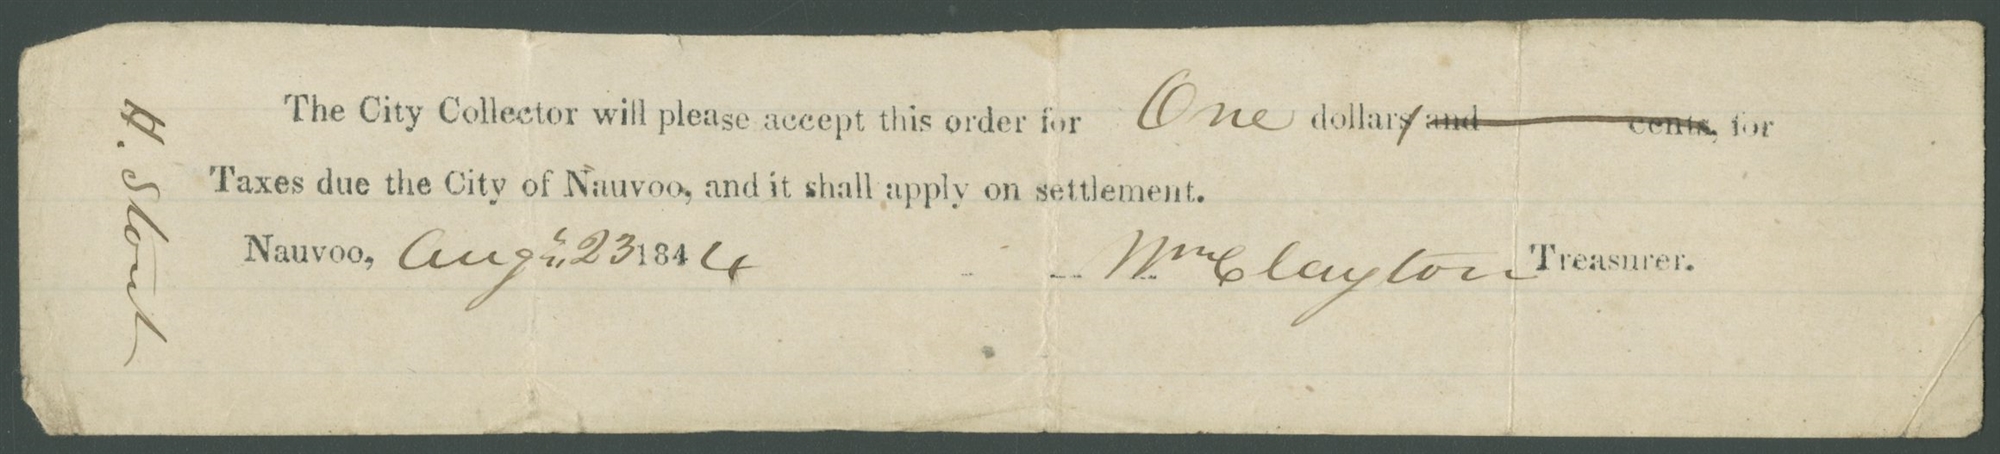 The City Collector will please accept this order for One dollars and cents, for
Taxes due the City of Nauvoo, and it shall apply on settlement.
Nauvoo, Augt. 23 1844 Wm Clayton Treasurer.
H. Stout